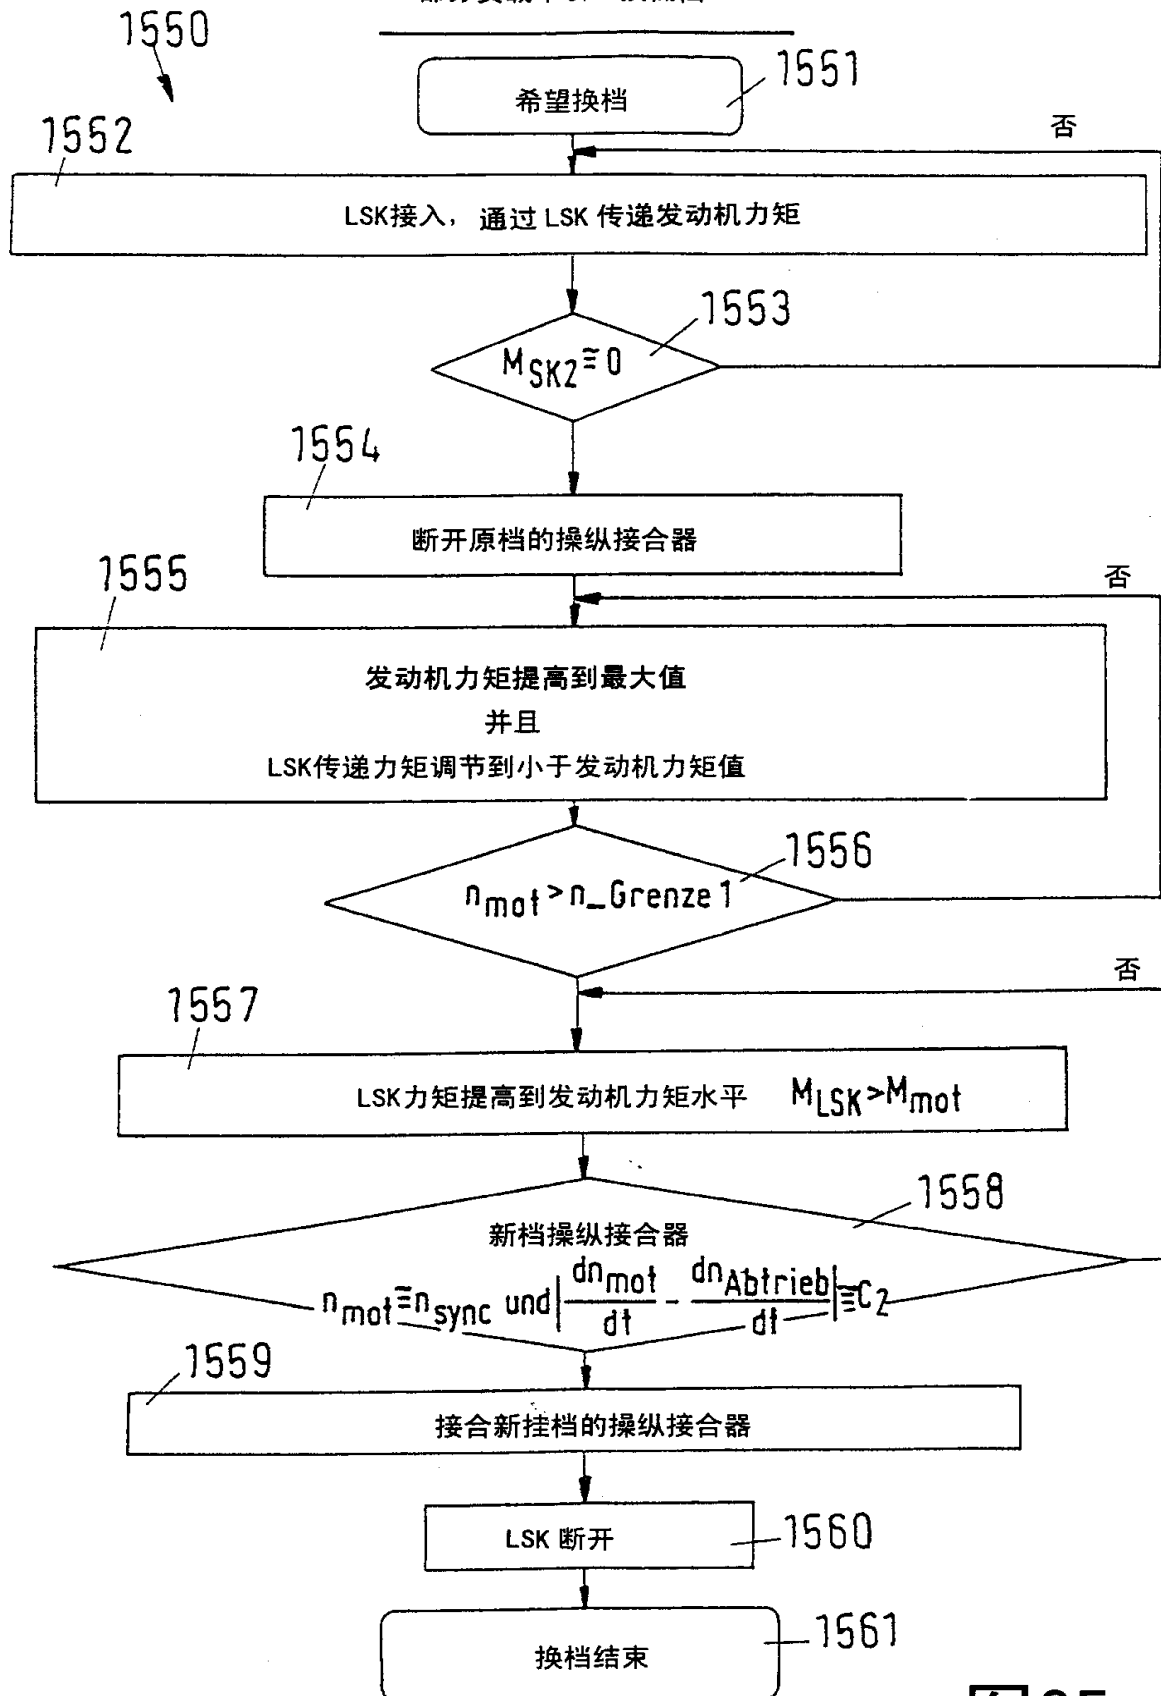 1550
希望换档
1551
否
1552
LSK接入，通过 LSK 传递发动机力矩
1553
M_SK2 ≅ 0
1554
断开原档的操纵接合器
1555
否
发动机力矩提高到最大值
并且
LSK传递力矩调节到小于发动机力矩值
1556
n_mot > n_Grenze 1
否
1557
LSK力矩提高到发动机力矩水平 M_LSK > M_mot
1558
新档操纵接合器
n_mot ≅ n_sync und | dn_mot/dt - dn_Abtrieb/dt | ≅ C_2
1559
接合新挂档的操纵接合器
LSK 断开
1560
换档结束
1561